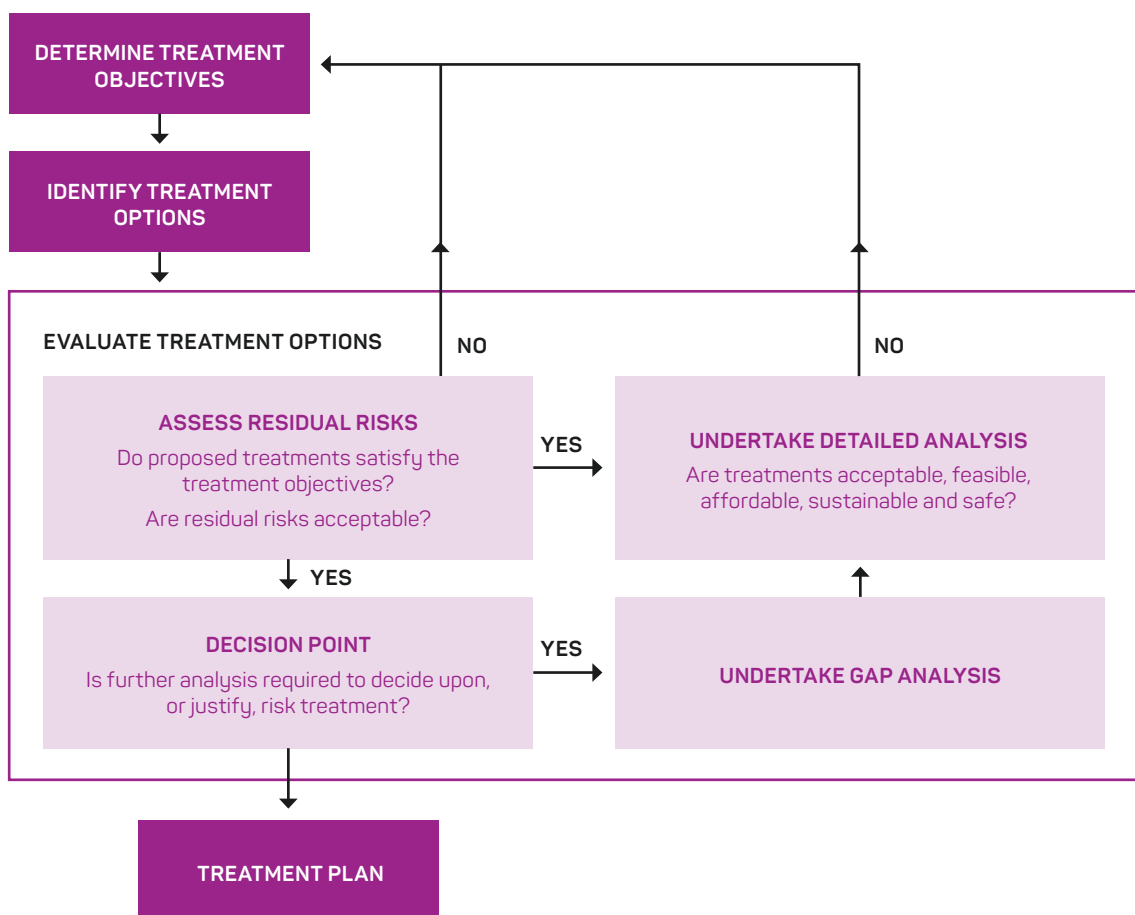 DETERMINE TREATMENT
OBJECTIVES
IDENTIFY TREATMENT
OPTIONS
EVALUATE TREATMENT OPTIONS
NO
NO
ASSESS RESIDUAL RISKS
Do proposed treatments satisfy the
treatment objectives?
Are residual risks acceptable?
YES
UNDERTAKE DETAILED ANALYSIS
Are treatments acceptable, feasible,
affordable, sustainable and safe?
YES
DECISION POINT
Is further analysis required to decide upon,
or justify, risk treatment?
YES
UNDERTAKE GAP ANALYSIS
TREATMENT PLAN